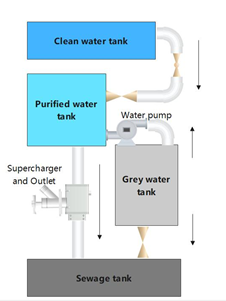 Clean water tank
Purified water
tank
Water pump
Supercharger
and Outlet
Grey water
tank
Sewage tank